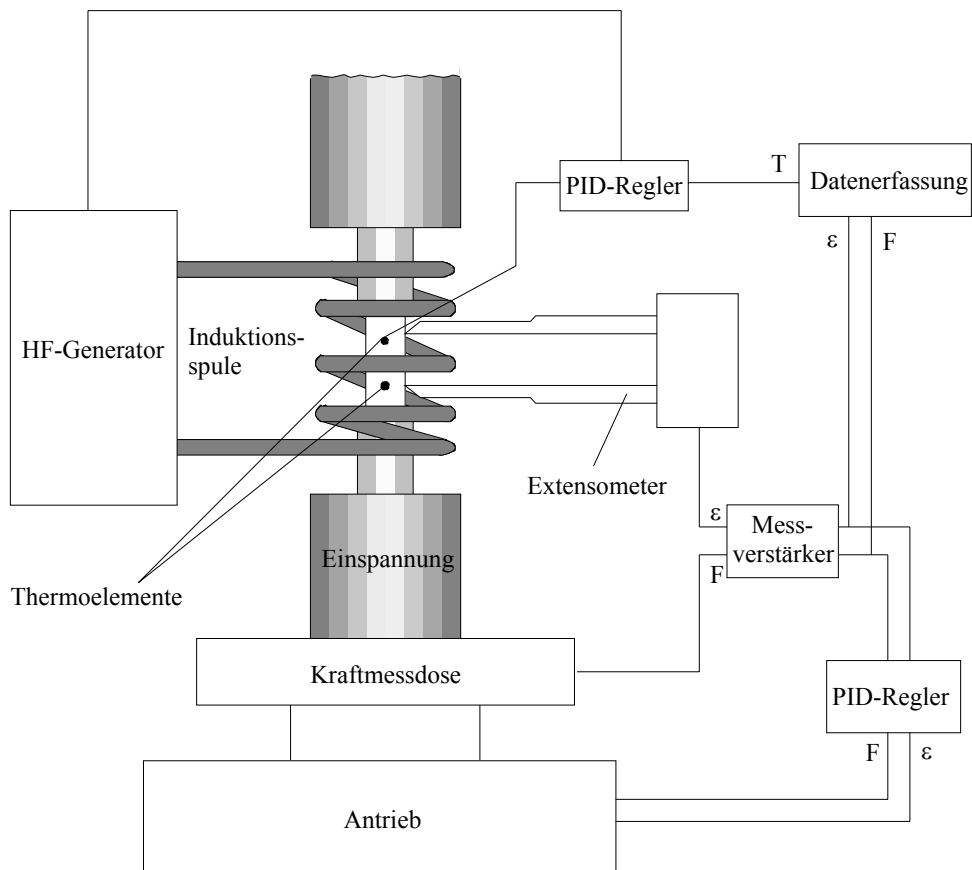 T
PID-Regler
Datenerfassung
ε
F
HF-Generator
Induktions-
spule
Extensometer
ε
Mess-
verstärker
F
Einspannung
Thermoelemente
Kraftmessdose
PID-Regler
F
ε
Antrieb